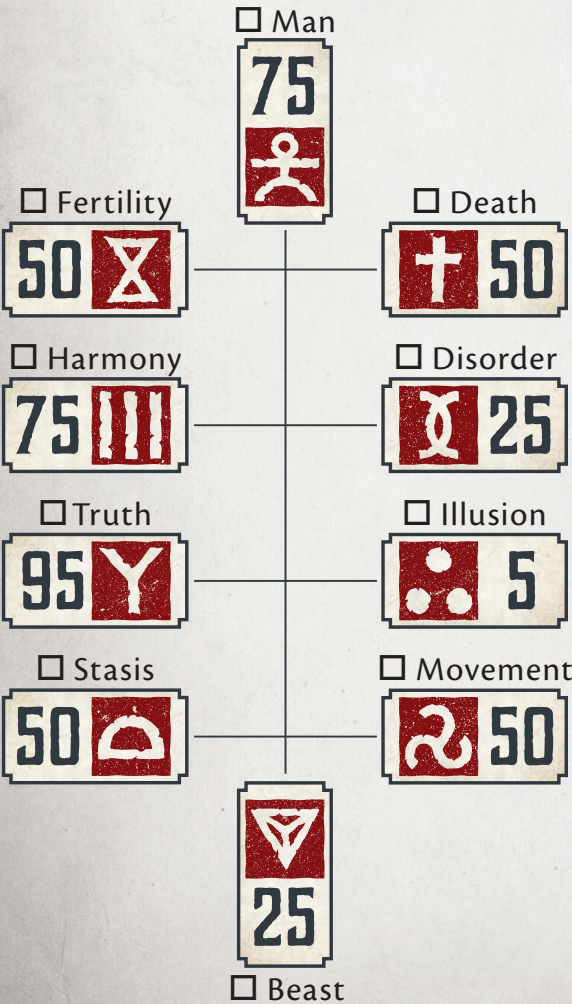 ☐ Man
75
☐ Fertility
50
☐ Death
50
☐ Harmony
75
☐ Disorder
25
☐ Truth
95
☐ Illusion
5
☐ Stasis
50
☐ Movement
50
25
☐ Beast